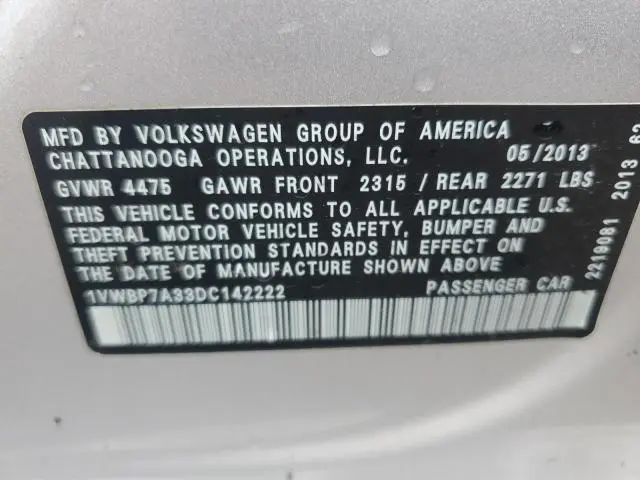 MFD BY VOLKSWAGEN GROUP OF AMERICA
CHATTANOOGA OPERATIONS, LLC. 05/2013
GVWR 4475 GAWR FRONT 2315 / REAR 2271 LBS
THIS VEHICLE CONFORMS TO ALL APPLICABLE U.S.
FEDERAL MOTOR VEHICLE SAFETY, BUMPER AND
THEFT PREVENTION STANDARDS IN EFFECT ON
THE DATE OF MANUFACTURE SHOWN ABOVE
1VWBP7A33DC142222 PASSENGER CAR
2219081 2013 62